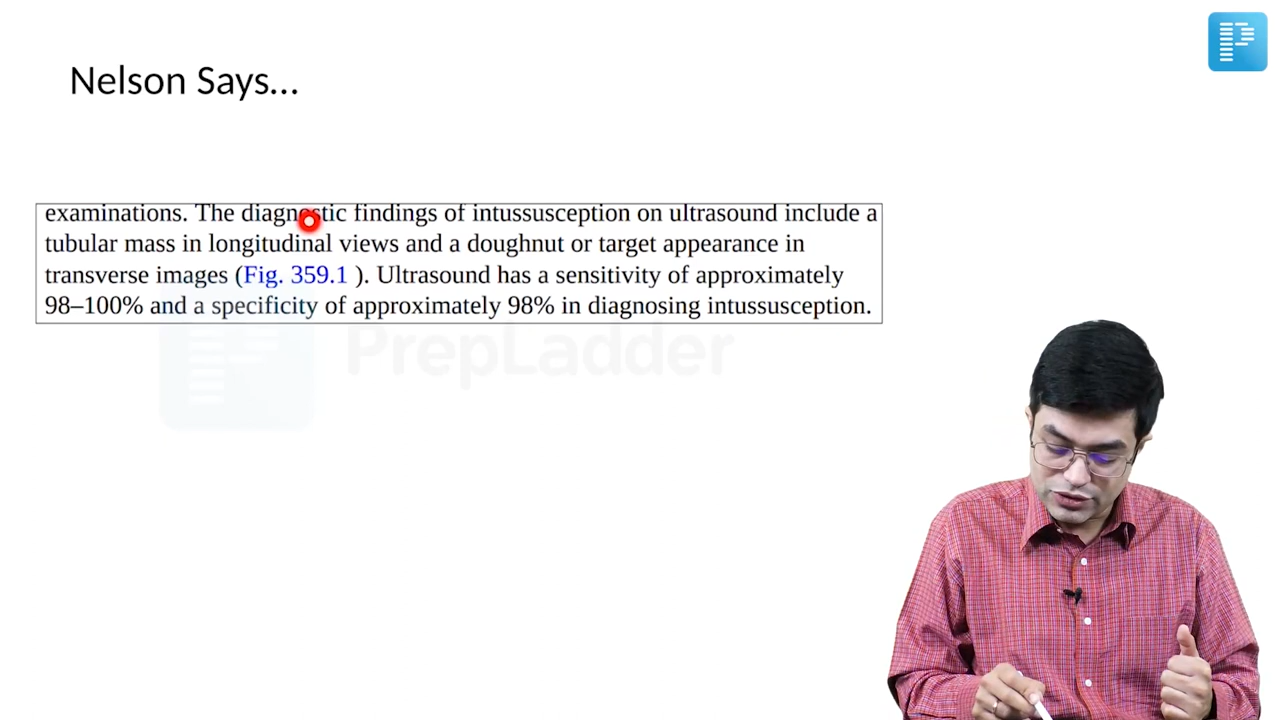 Nelson Says...
examinations. The diagnostic findings of intussusception on ultrasound include a
tubular mass in longitudinal views and a doughnut or target appearance in
transverse images (Fig. 359.1 ). Ultrasound has a sensitivity of approximately
98–100% and a specificity of approximately 98% in diagnosing intussusception.
PrepLadder